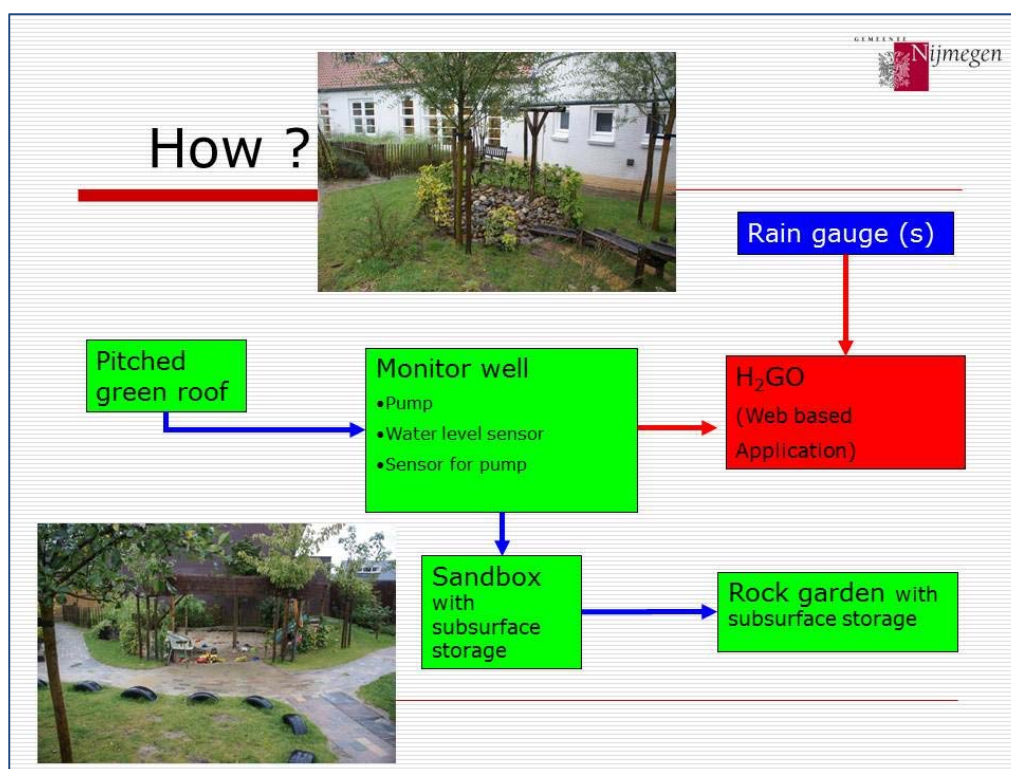 GEMEENTE
Nijmegen
How ?
Rain gauge (s)
Pitched
green roof
Monitor well
•Pump
•Water level sensor
•Sensor for pump
H₂GO
(Web based
Application)
Sandbox
with
subsurface
storage
Rock garden with
subsurface storage